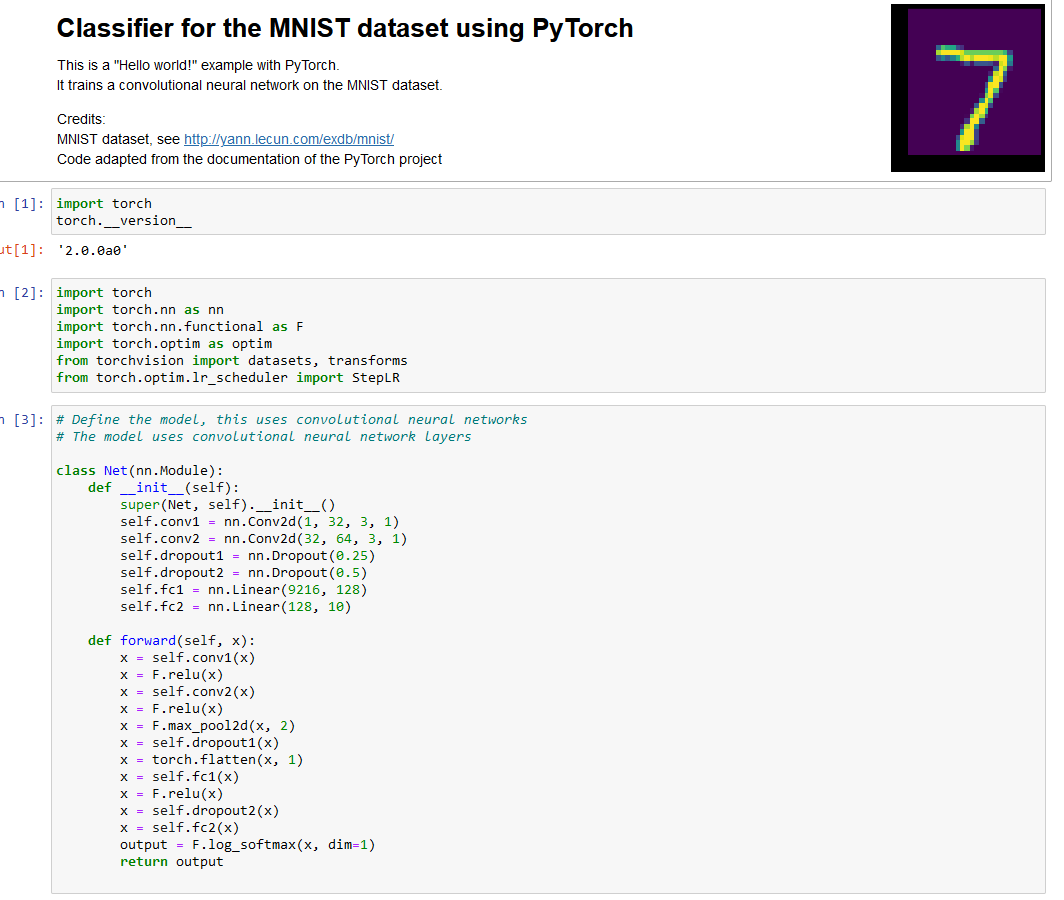 Classifier for the MNIST dataset using PyTorch
This is a "Hello world!" example with PyTorch.
It trains a convolutional neural network on the MNIST dataset.
Credits:
MNIST dataset, see http://yann.lecun.com/exdb/mnist/
Code adapted from the documentation of the PyTorch project
7
n [1]: import torch
torch.__version__
ut[1]: '2.0.0a0'
n [2]: import torch
import torch.nn as nn
import torch.nn.functional as F
import torch.optim as optim
from torchvision import datasets, transforms
from torch.optim.lr_scheduler import StepLR
n [3]: # Define the model, this uses convolutional neural networks
# The model uses convolutional neural network layers
class Net(nn.Module):
    def __init__(self):
        super(Net, self).__init__()
        self.conv1 = nn.Conv2d(1, 32, 3, 1)
        self.conv2 = nn.Conv2d(32, 64, 3, 1)
        self.dropout1 = nn.Dropout(0.25)
        self.dropout2 = nn.Dropout(0.5)
        self.fc1 = nn.Linear(9216, 128)
        self.fc2 = nn.Linear(128, 10)
    def forward(self, x):
        x = self.conv1(x)
        x = F.relu(x)
        x = self.conv2(x)
        x = F.relu(x)
        x = F.max_pool2d(x, 2)
        x = self.dropout1(x)
        x = torch.flatten(x, 1)
        x = self.fc1(x)
        x = F.relu(x)
        x = self.dropout2(x)
        x = self.fc2(x)
        output = F.log_softmax(x, dim=1)
        return output